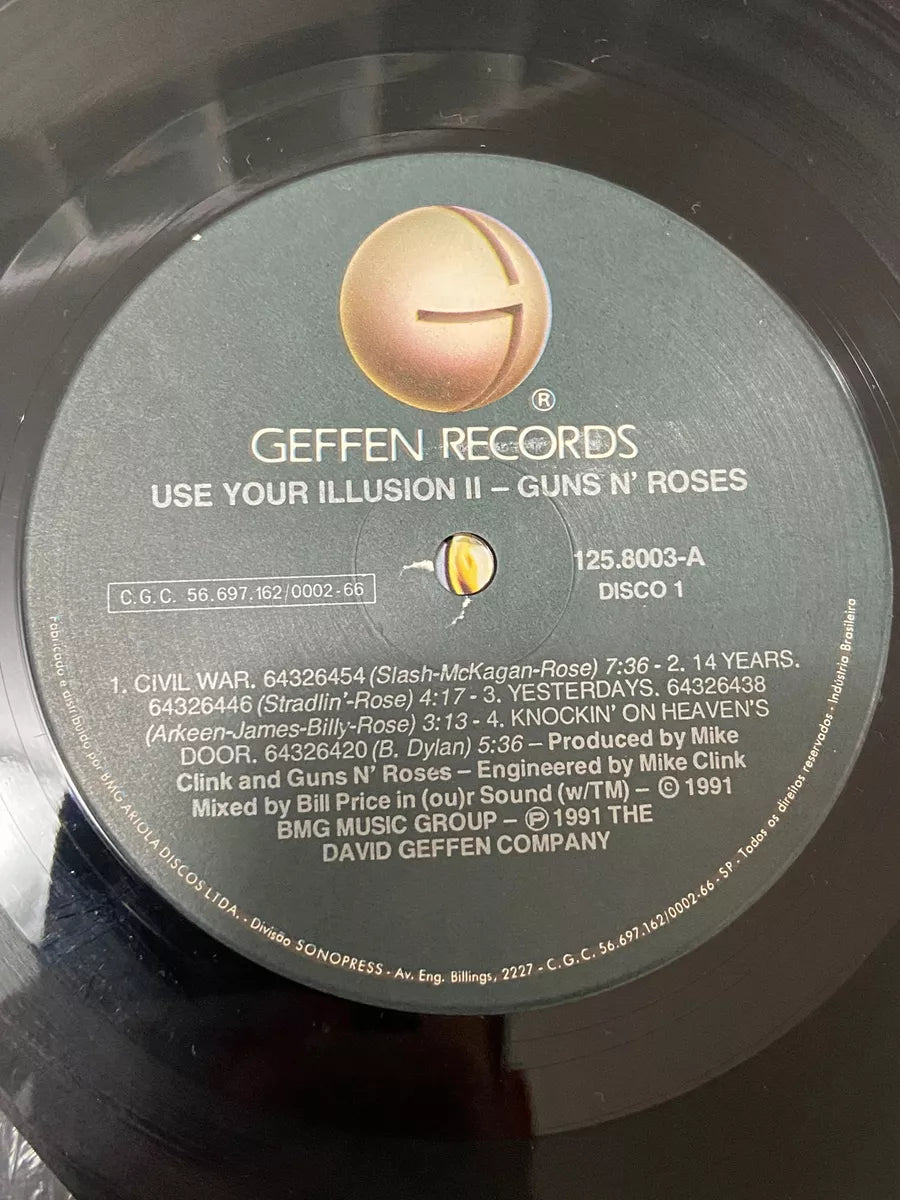 ®
GEFFEN RECORDS
USE YOUR ILLUSION II – GUNS N' ROSES
125.8003-A
DISCO 1
C.G.C. 56.697.162/0002-66
1. CIVIL WAR. 64326454 (Slash-McKagan-Rose) 7:36 - 2. 14 YEARS.
64326446 (Stradlin'-Rose) 4:17 - 3. YESTERDAYS. 64326438
(Arkeen-James-Billy-Rose) 3:13 - 4. KNOCKIN' ON HEAVEN'S
DOOR. 64326420 (B. Dylan) 5:36 – Produced by Mike
Clink and Guns N' Roses – Engineered by Mike Clink
Mixed by Bill Price in (ou)r Sound (w/TM) – © 1991
BMG MUSIC GROUP – ℗ 1991 THE
DAVID GEFFEN COMPANY
Fabricado e distribuído por BMG ARIOLA DISCOS LTDA. - Divisão SONOPRESS - Av. Eng. Billings, 2227 - C.G.C. 56.697.162/0002-66 - SP - Todos os direitos reservados - Indústria Brasileira